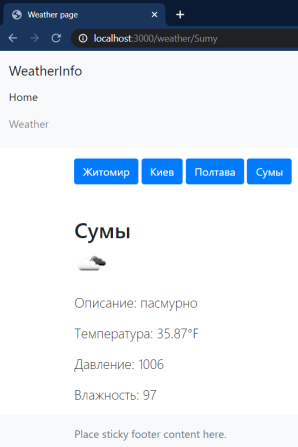 Weather page
localhost:3000/weather/Sumy
WeatherInfo
Home
Weather
Житомир Киев Полтава Сумы
Сумы
Описание: пасмурно
Температура: 35.87°F
Давление: 1006
Влажность: 97
Place sticky footer content here.